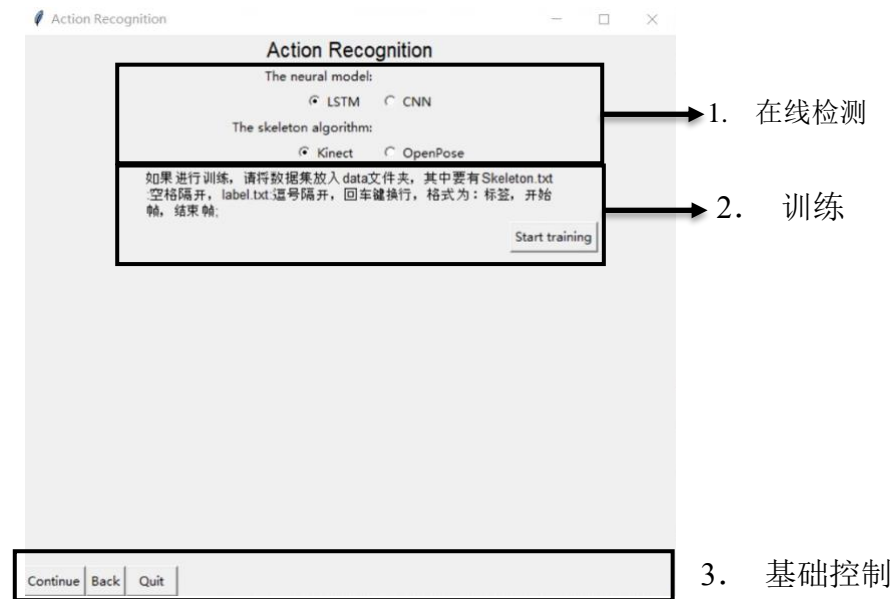 Action Recognition
Action Recognition
The neural model:
LSTM CNN
The skeleton algorithm:
Kinect OpenPose
1. 在线检测
如果进行训练，请将数据集放入data文件夹，其中要有Skeleton.txt
:空格隔开，label.txt:逗号隔开，回车键换行，格式为：标签，开始
帧，结束帧;
Start training
2. 训练
Continue Back Quit
3. 基础控制